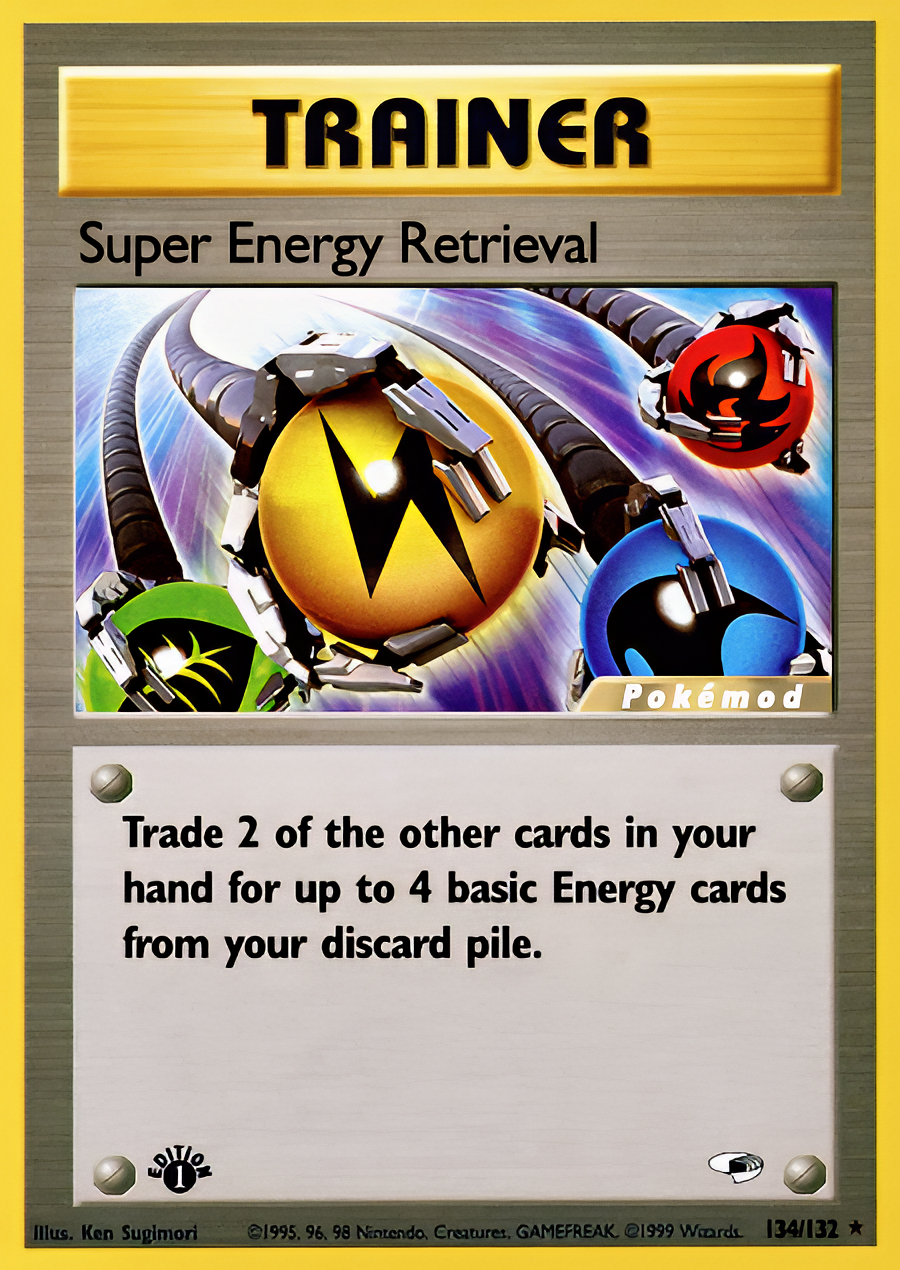 TRAINER
Super Energy Retrieval
Pokémod
Trade 2 of the other cards in your
hand for up to 4 basic Energy cards
from your discard pile.
EDITION
1
Illus. Ken Sugimori ©1995, 96, 98 Nintendo, Creatures, GAMEFREAK. ©1999 Wizards. 134/132 ★